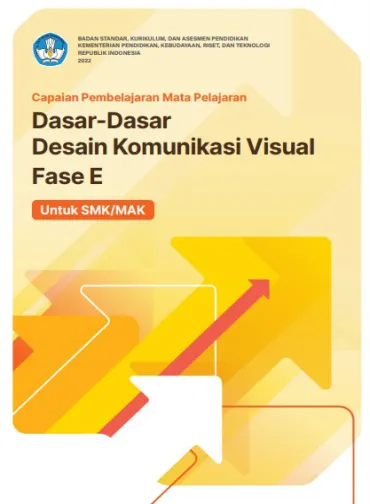 BADAN STANDAR, KURIKULUM, DAN ASESMEN PENDIDIKAN
KEMENTERIAN PENDIDIKAN, KEBUDAYAAN, RISET, DAN TEKNOLOGI
REPUBLIK INDONESIA
2022
Capaian Pembelajaran Mata Pelajaran
Dasar-Dasar
Desain Komunikasi Visual
Fase E
Untuk SMK/MAK